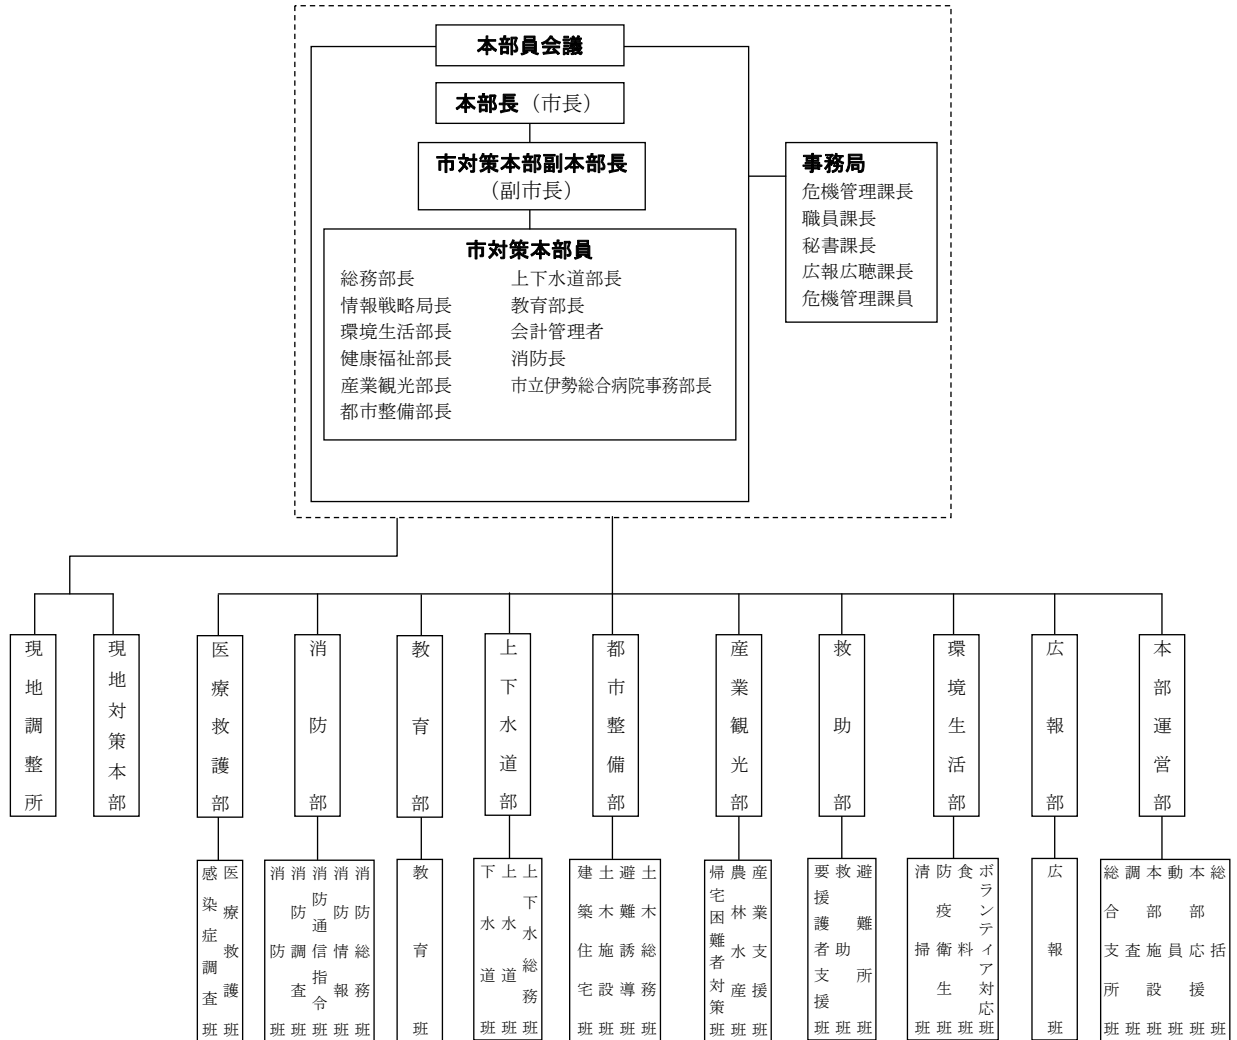 本部員会議
本部長（市長）
市対策本部副本部長
（副市長）
事務局
危機管理課長
職員課長
秘書課長
広報広聴課長
危機管理課員
市対策本部員
総務部長
情報戦略局長
環境生活部長
健康福祉部長
産業観光部長
都市整備部長
上下水道部長
教育部長
会計管理者
消防長
市立伊勢総合病院事務部長
本部運営部
広報部
環境生活部
救助部
産業観光部
都市整備部
上下水道部
教育部
消防部
医療救護部
現地対策本部
現地調整所
総括班
本部応援班
動員班
本部施設班
調査班
総合支所班
広報班
ボランティア対応班
食料班
防疫衛生班
清掃班
避難所班
救助班
要援護者支援班
産業支援班
農林水産班
帰宅困難者対策班
土木総務班
避難誘導班
土木施設班
建築住宅班
上下水総務班
上水道班
下水道班
教育班
消防総務班
消防情報班
消防通信指令班
消防調査班
消防班
医療救護班
感染症調査班